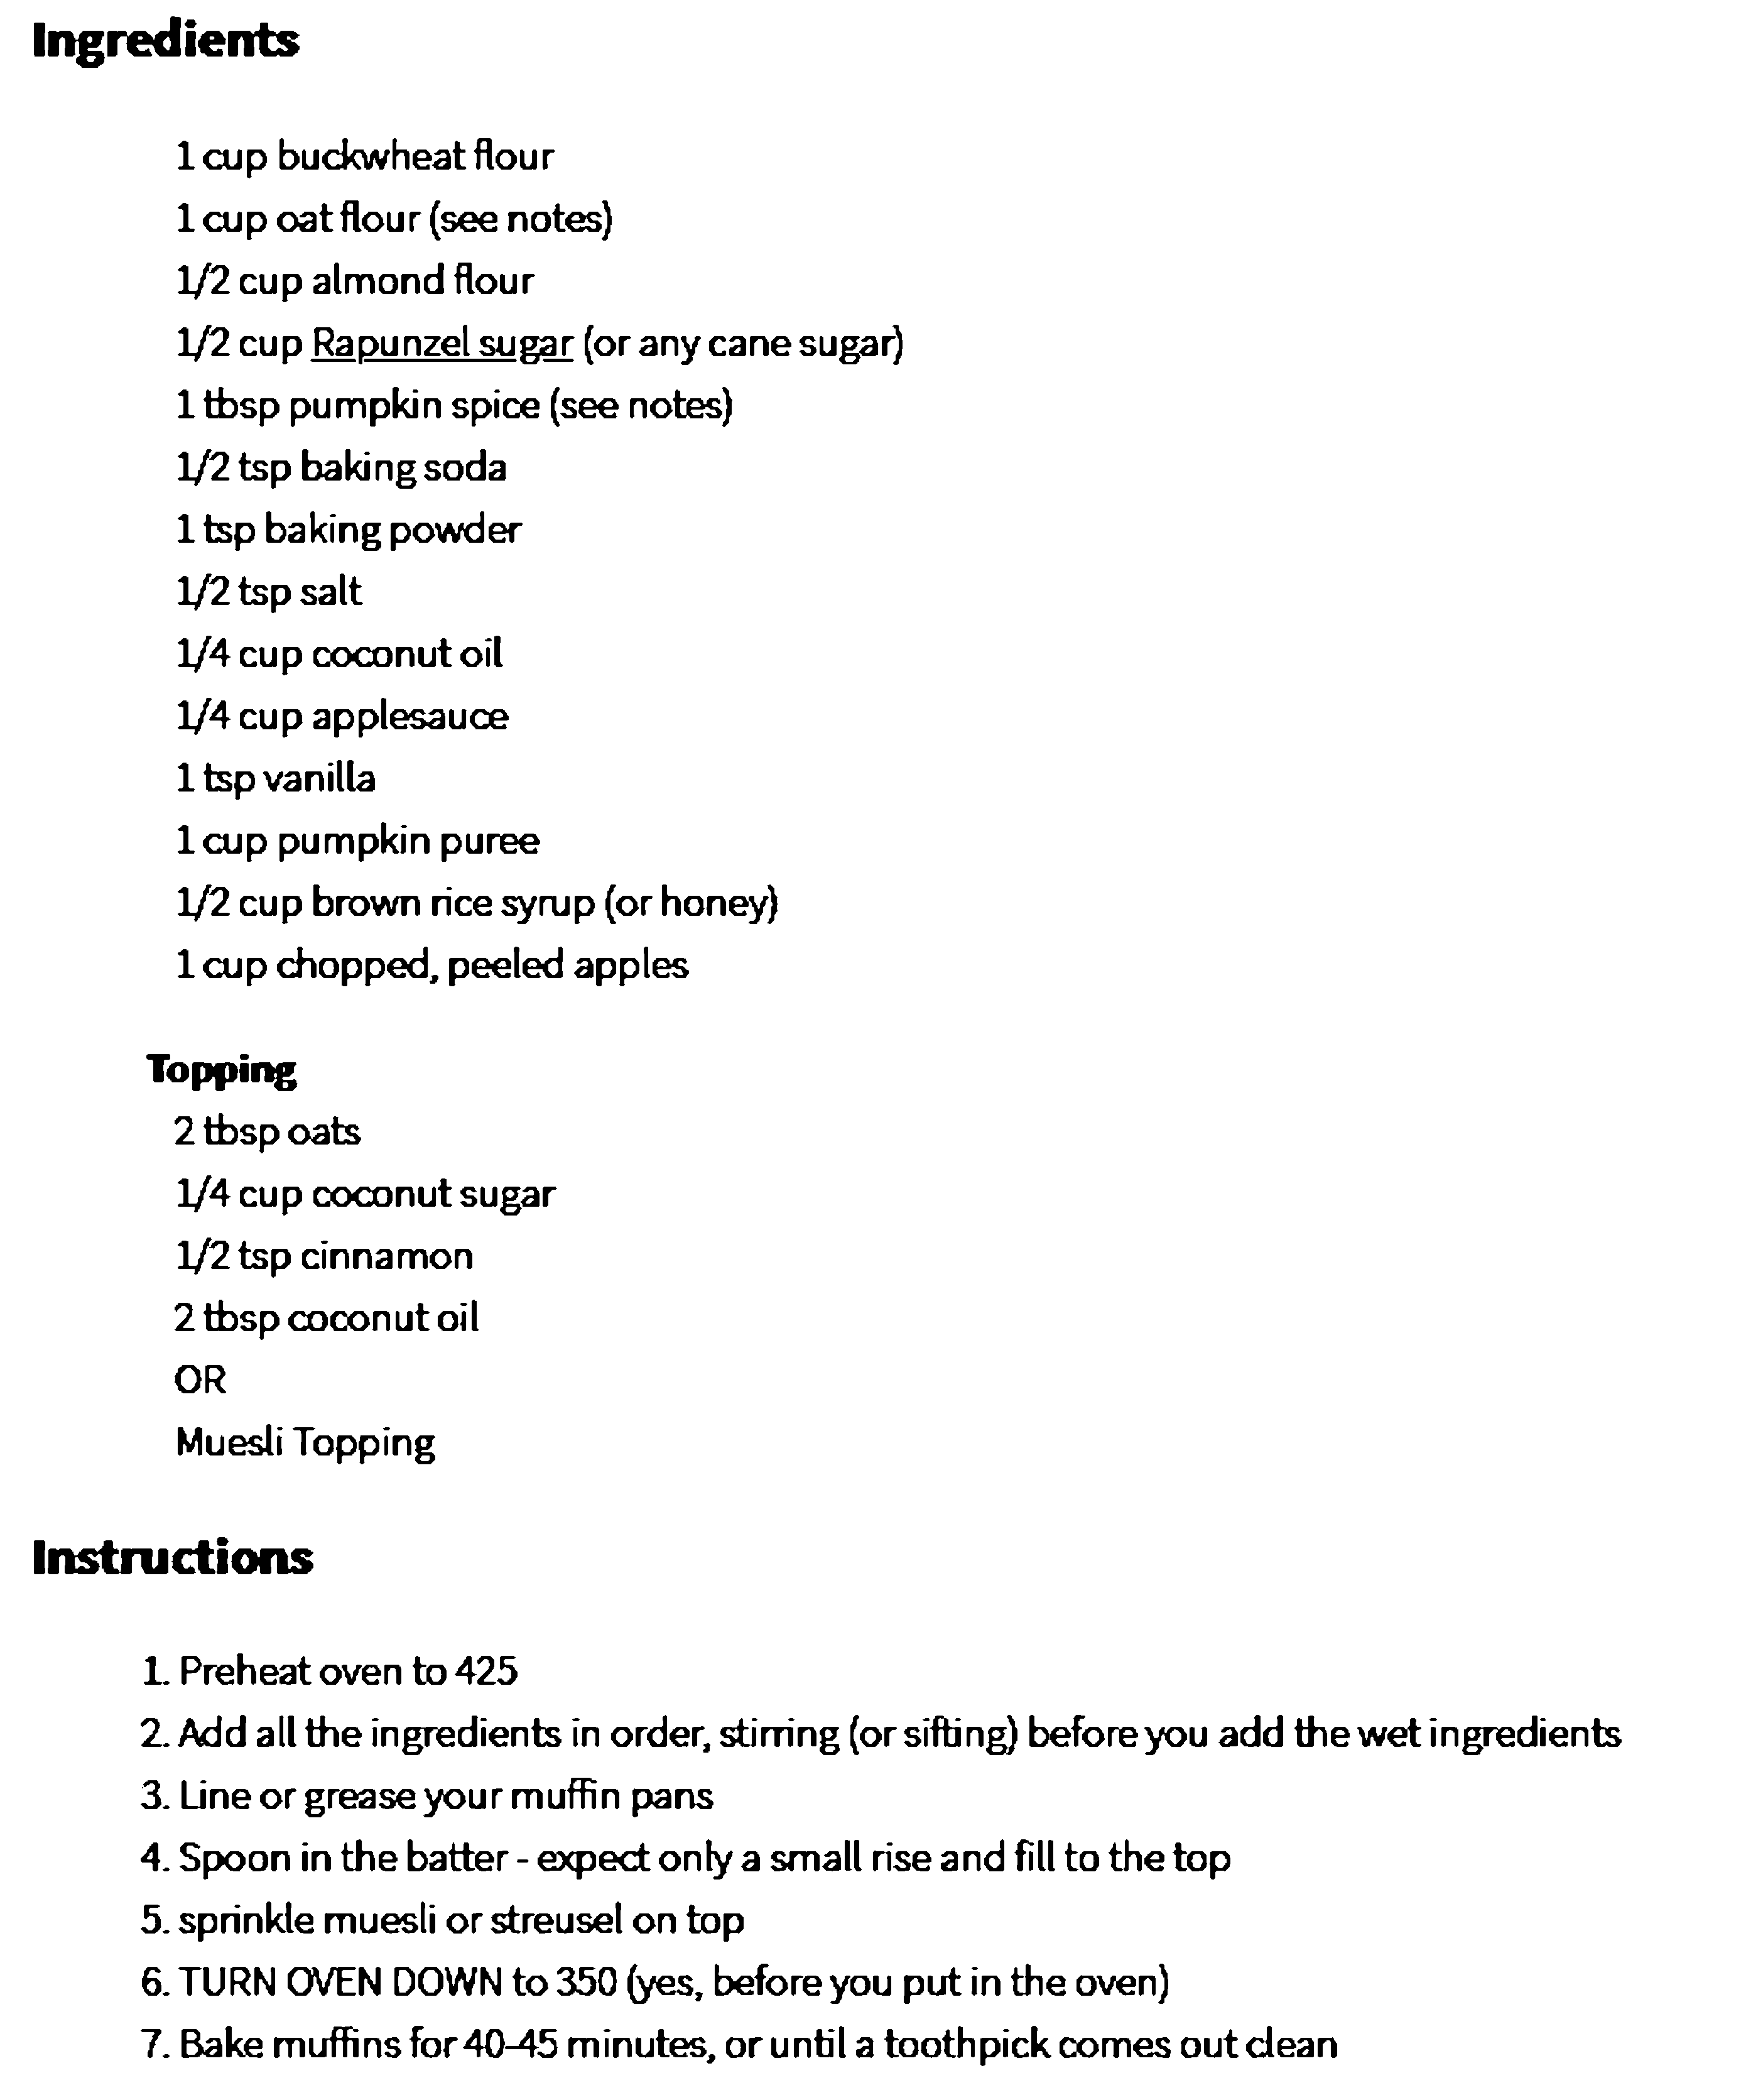 Ingredients
1 cup buckwheat flour
1 cup oat flour (see notes)
1/2 cup almond flour
1/2 cup Rapunzel sugar (or any cane sugar)
1 tbsp pumpkin spice (see notes)
1/2 tsp baking soda
1 tsp baking powder
1/2 tsp salt
1/4 cup coconut oil
1/4 cup applesauce
1 tsp vanilla
1 cup pumpkin puree
1/2 cup brown rice syrup (or honey)
1 cup chopped, peeled apples
Topping
2 tbsp oats
1/4 cup coconut sugar
1/2 tsp cinnamon
2 tbsp coconut oil
OR
Muesli Topping
Instructions
1. Preheat oven to 425
2. Add all the ingredients in order, stirring (or sifting) before you add the wet ingredients
3. Line or grease your muffin pans
4. Spoon in the batter - expect only a small rise and fill to the top
5. sprinkle muesli or streusel on top
6. TURN OVEN DOWN to 350 (yes, before you put in the oven)
7. Bake muffins for 40-45 minutes, or until a toothpick comes out clean